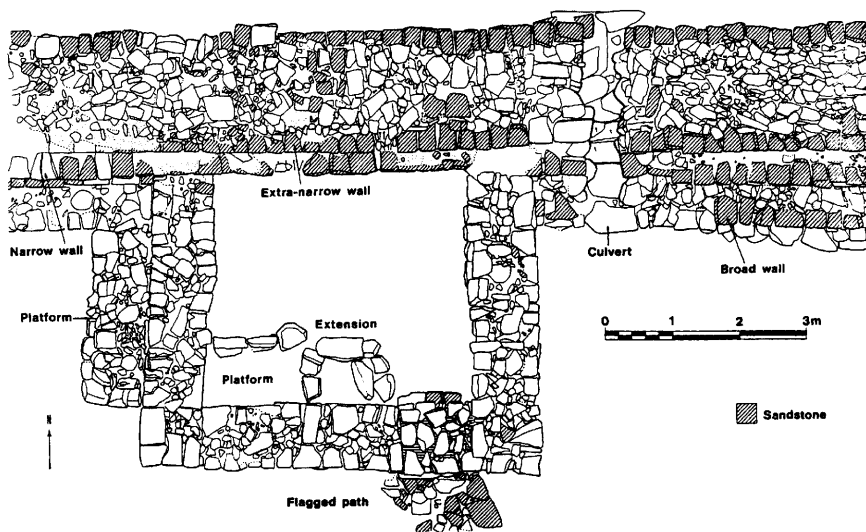 Extra-narrow wall
Narrow wall
Culvert
Broad wall
Platform
Extension
0 1 2 3m
Platform
N
Sandstone
Flagged path